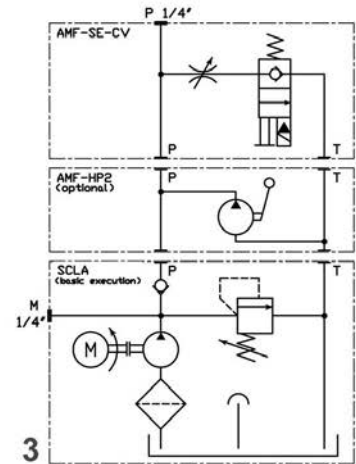 P 1/4"
AMF-SE-CV
P T
AMF-HP2 P T
(optional)
SCLA P T
(basic execution)
M
1/4"
M
3